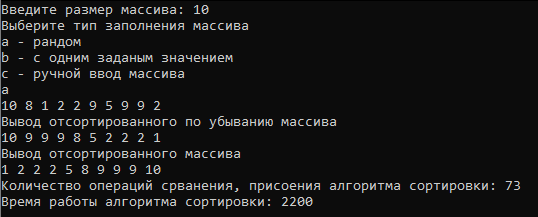 Введите размер массива: 10
Выберите тип заполнения массива
a - рандом
b - с одним заданым значением
c - ручной ввод массива
a
10 8 1 2 2 9 5 9 9 2
Вывод отсортированного по убыванию массива
10 9 9 9 8 5 2 2 2 1
Вывод отсортированного массива
1 2 2 2 5 8 9 9 9 10
Количество операций срванения, присоения алгоритма сортировки: 73
Время работы алгоритма сортировки: 2200